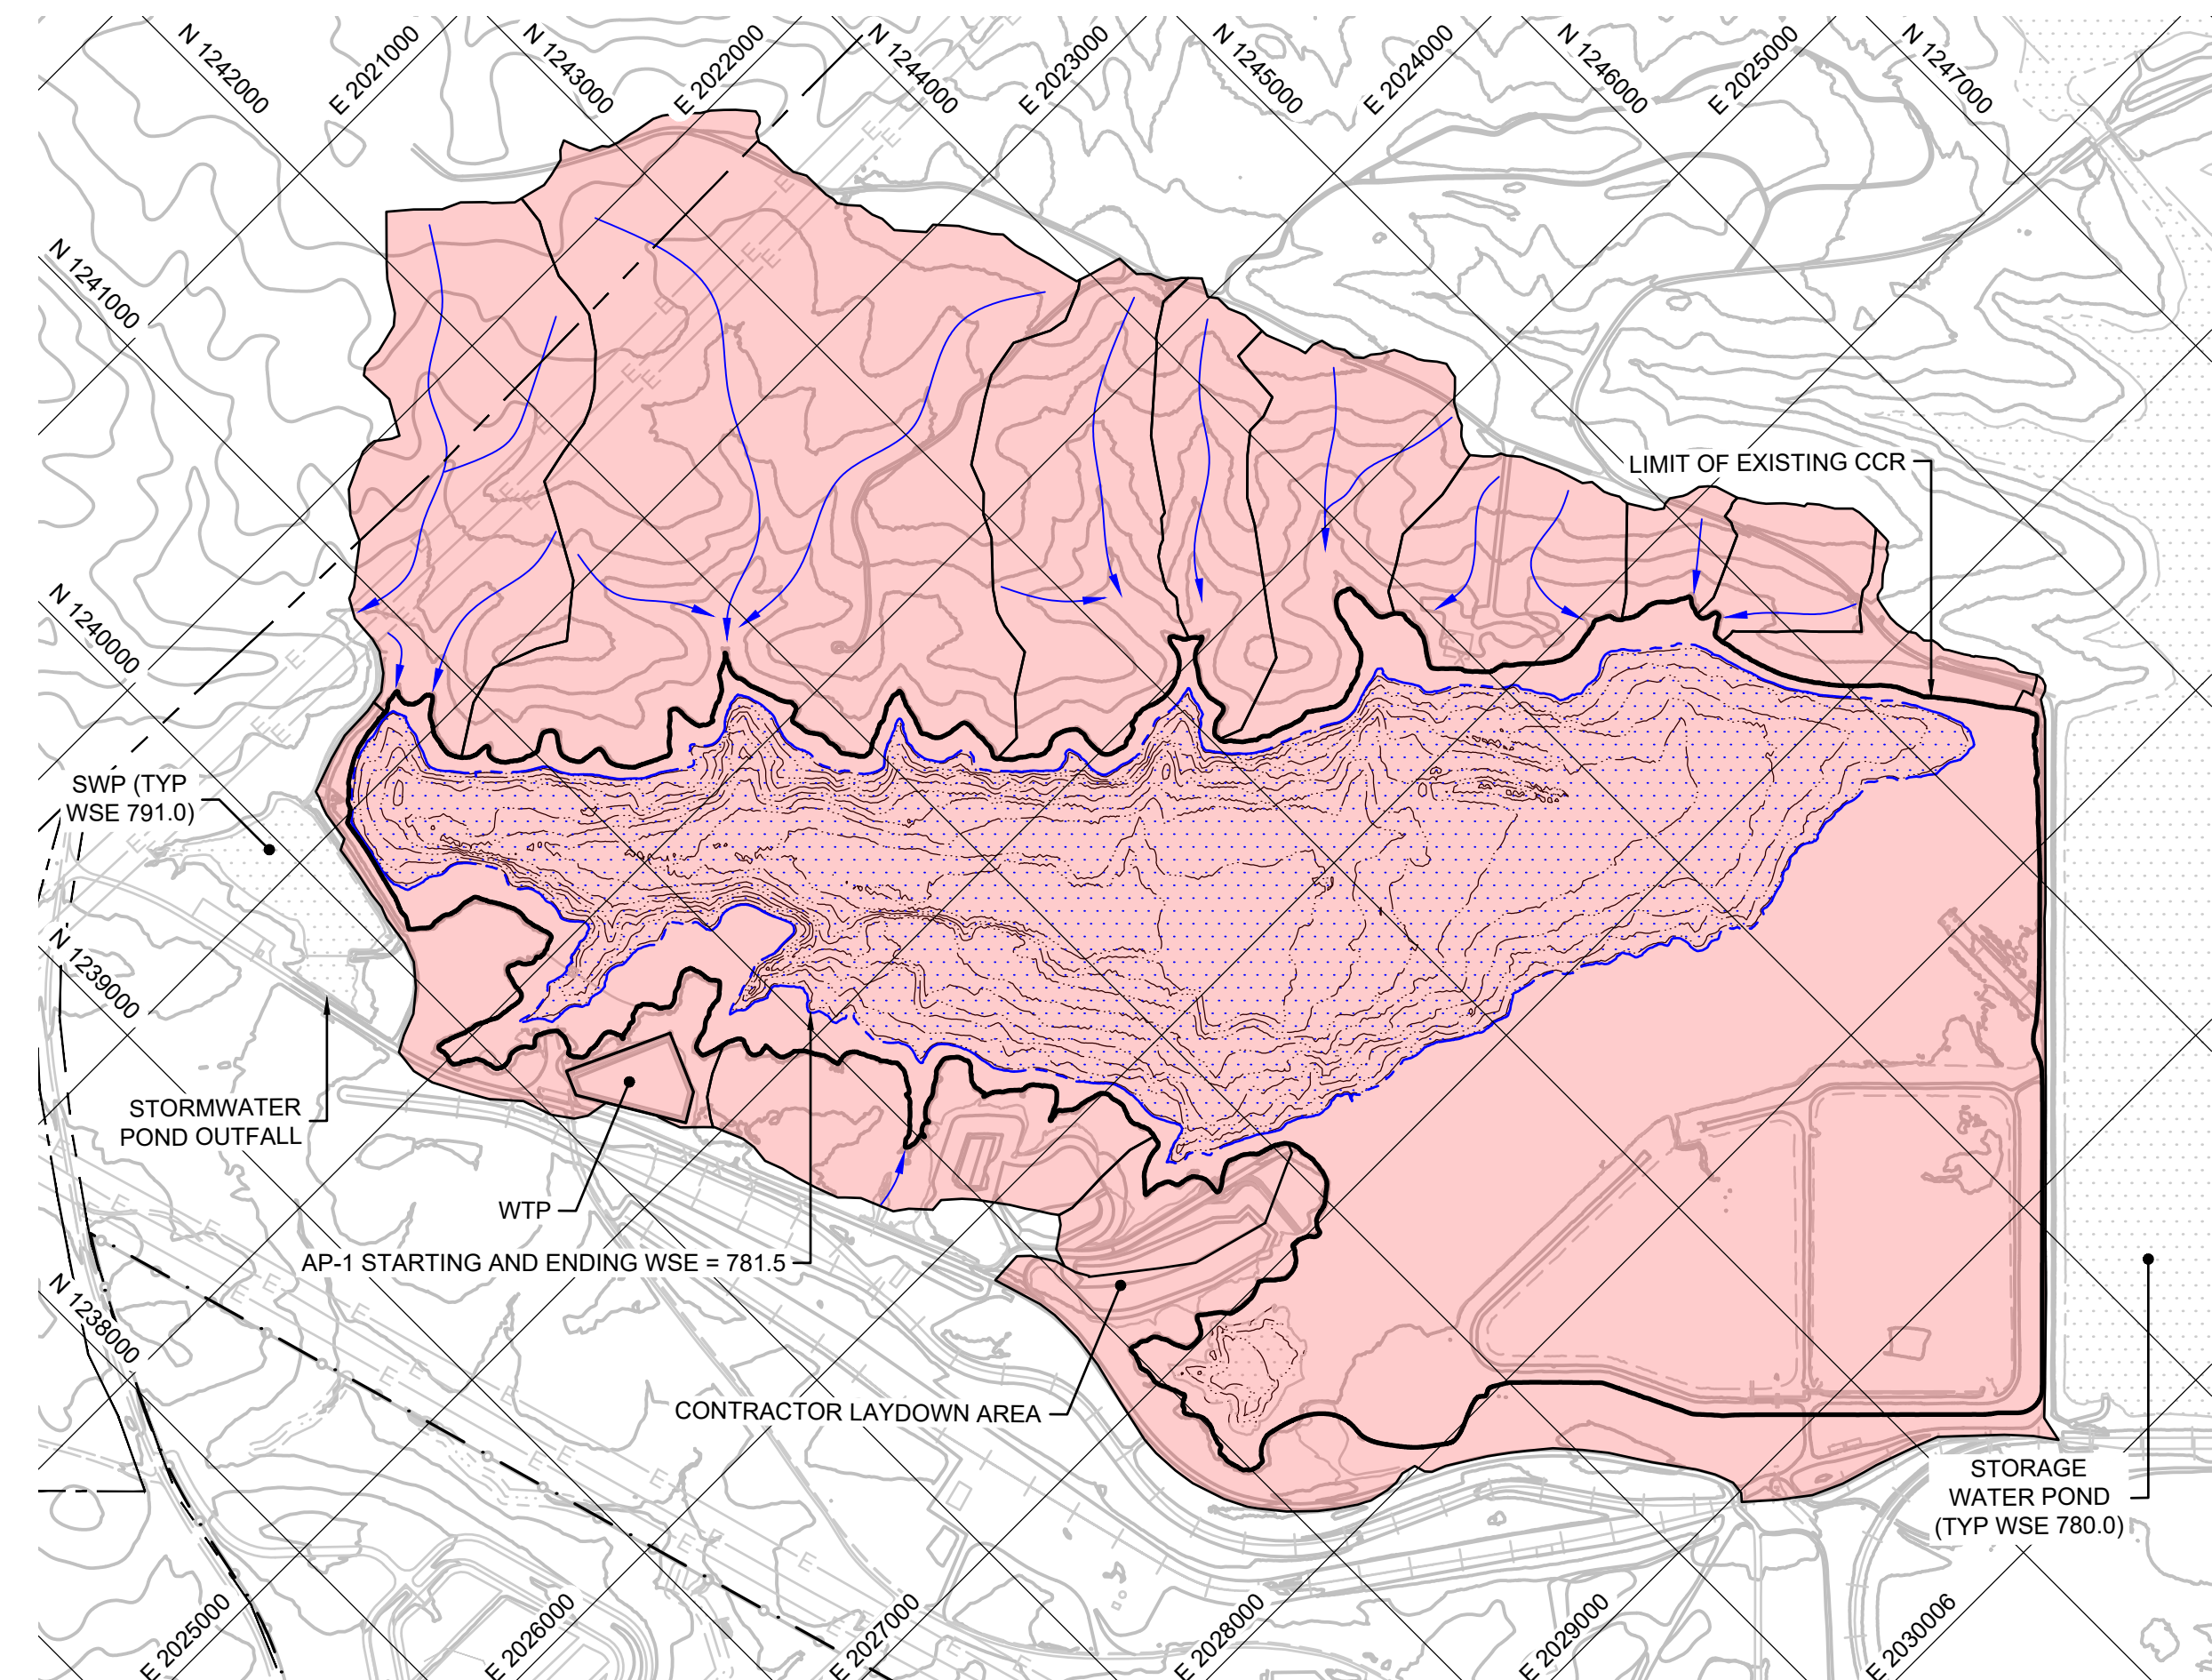 N 1242000
E 2021000
N 1243000
E 2022000
N 1244000
E 2023000
N 1245000
E 2024000
N 1246000
E 2025000
N 1247000
N 1241000
LIMIT OF EXISTING CCR
N 1240000
SWP (TYP
WSE 791.0)
N 1239000
STORMWATER
POND OUTFALL
WTP
AP-1 STARTING AND ENDING WSE = 781.5
N 1238000
CONTRACTOR LAYDOWN AREA
STORAGE
WATER POND
(TYP WSE 780.0)
E 2025000
E 2026000
E 2027000
E 2028000
E 2029000
E 2030006